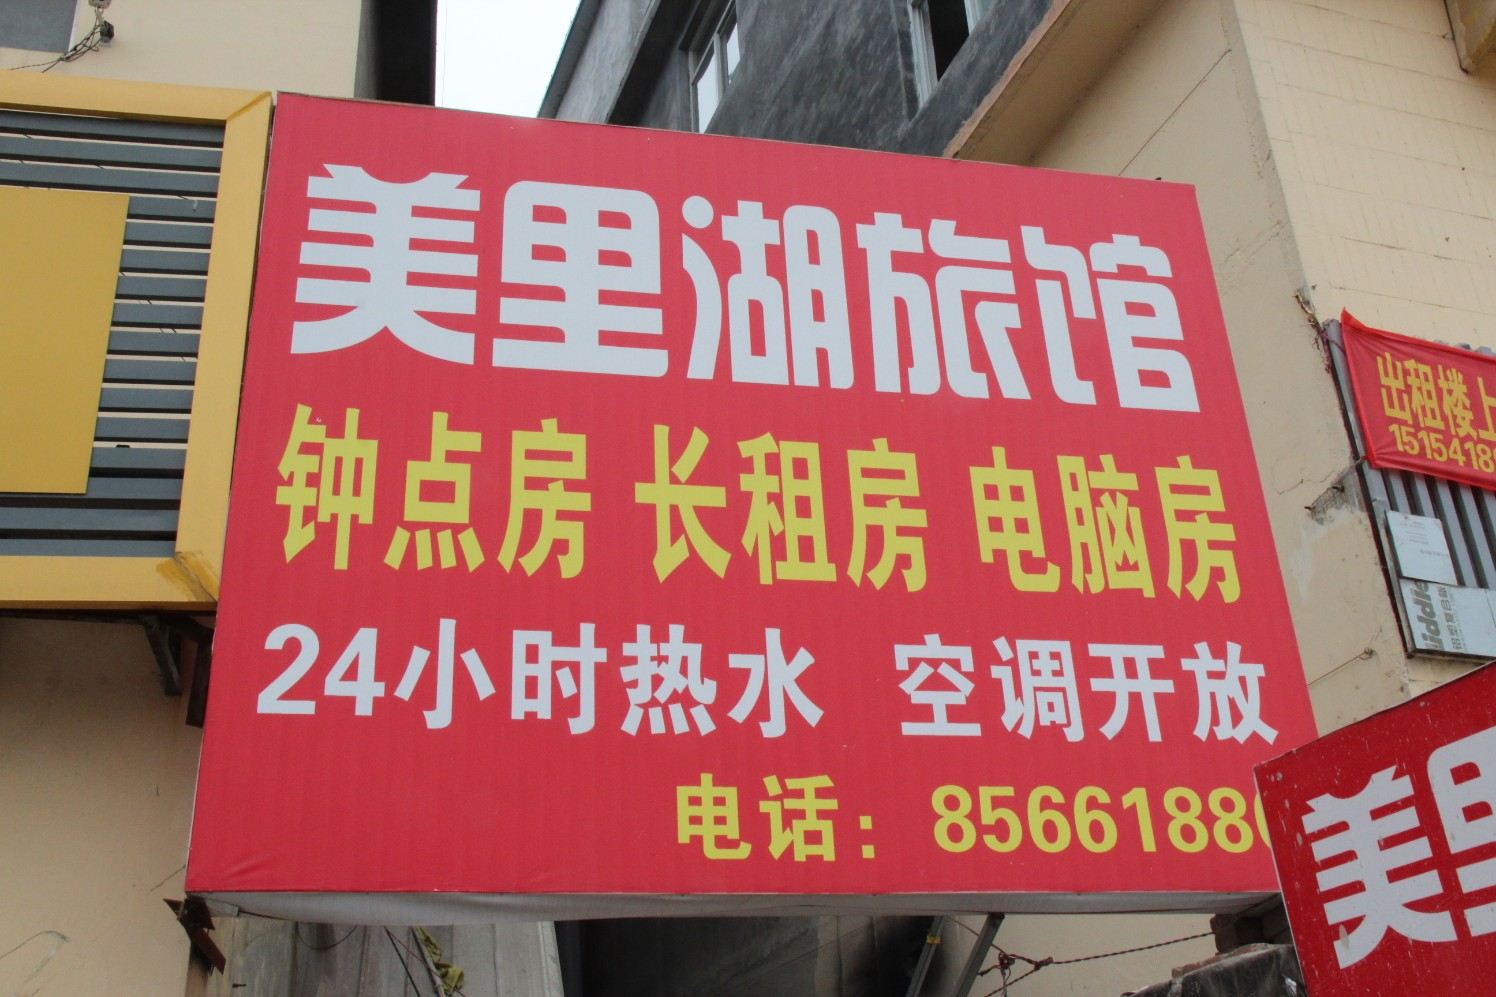 美里湖旅馆
钟点房 长租房 电脑房
24小时热水 空调开放
电话：8566188
出租楼上
1515418
美里